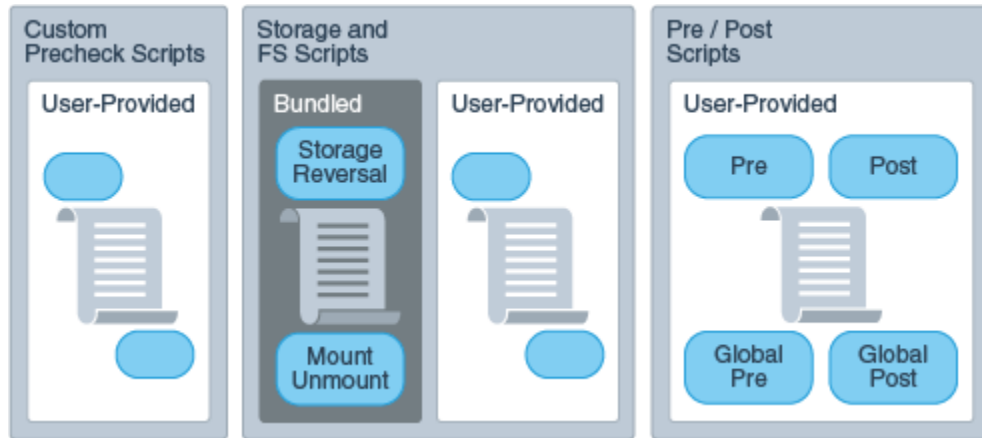 Custom
Precheck Scripts
User-Provided
Storage and
FS Scripts
Bundled
Storage
Reversal
Mount
Unmount
User-Provided
Pre / Post
Scripts
User-Provided
Pre
Post
Global
Pre
Global
Post